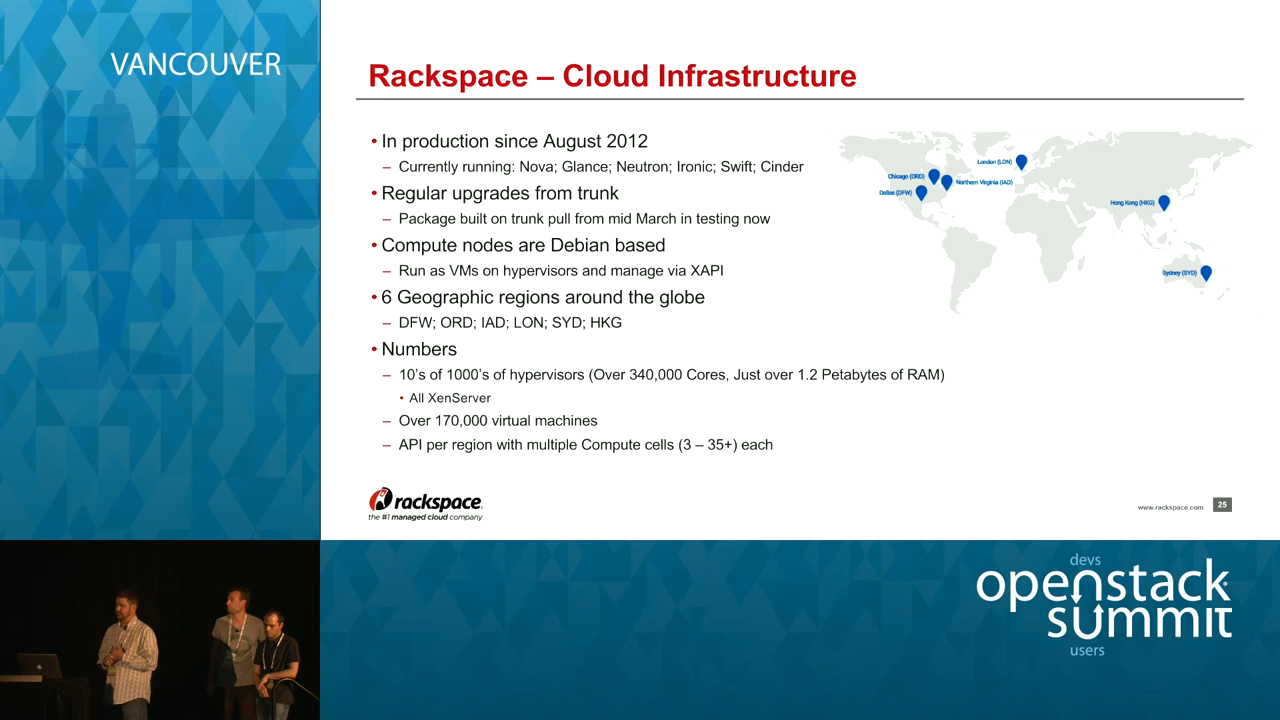 VANCOUVER
Rackspace – Cloud Infrastructure
• In production since August 2012
– Currently running: Nova; Glance; Neutron; Ironic; Swift; Cinder
• Regular upgrades from trunk
– Package built on trunk pull from mid March in testing now
• Compute nodes are Debian based
– Run as VMs on hypervisors and manage via XAPI
• 6 Geographic regions around the globe
– DFW; ORD; IAD; LON; SYD; HKG
• Numbers
– 10's of 1000's of hypervisors (Over 340,000 Cores, Just over 1.2 Petabytes of RAM)
• All XenServer
– Over 170,000 virtual machines
– API per region with multiple Compute cells (3 – 35+) each
London (LON)
Chicago (ORD)
Northern Virginia (IAD)
Dallas (DFW)
Hong Kong (HKG)
Sydney (SYD)
rackspace.
the #1 managed cloud company
www.rackspace.com
25
devs
openstack
summit
users